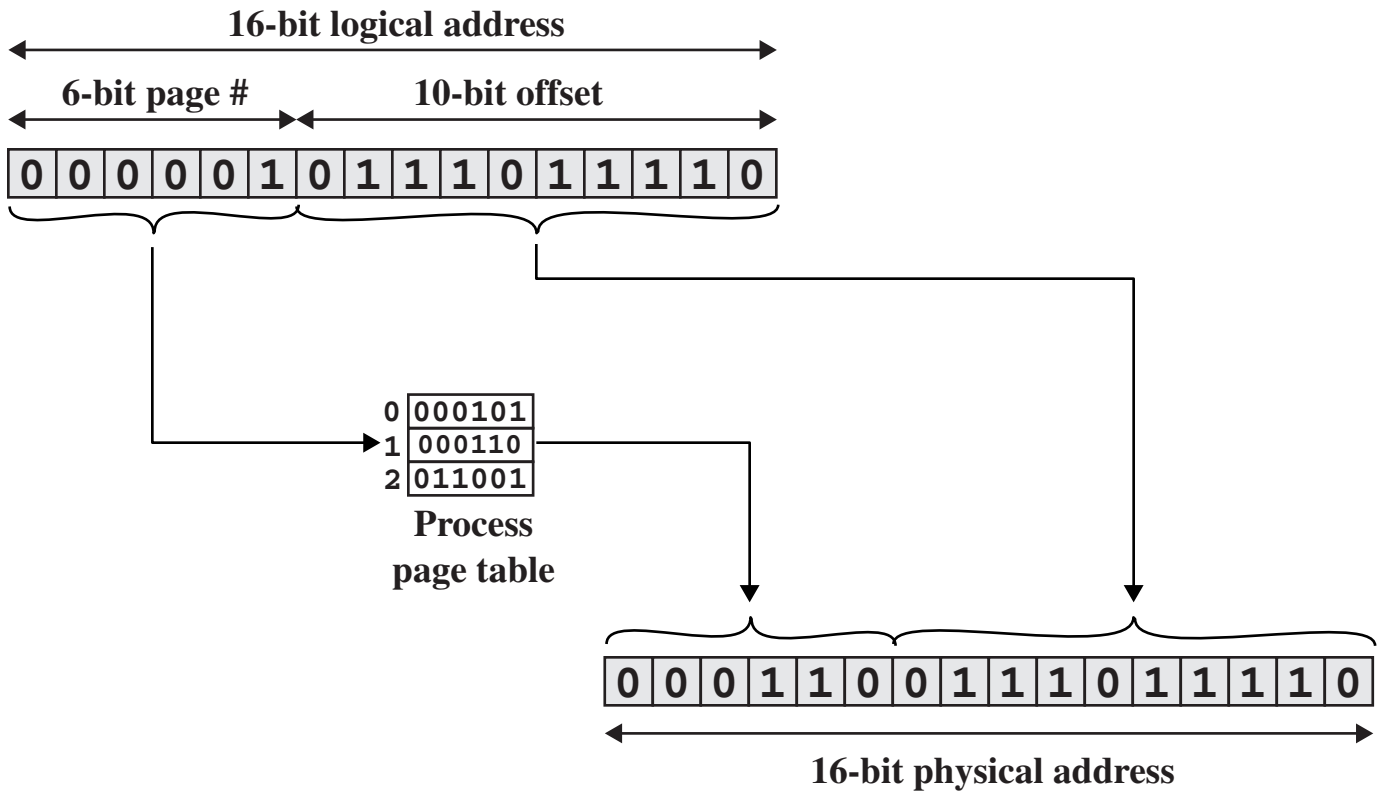 16-bit logical address
6-bit page # 10-bit offset
0 0 0 0 0 1 0 1 1 1 0 1 1 1 1 0
0 000101
1 000110
2 011001
Process
page table
0 0 0 1 1 0 0 1 1 1 0 1 1 1 1 0
16-bit physical address